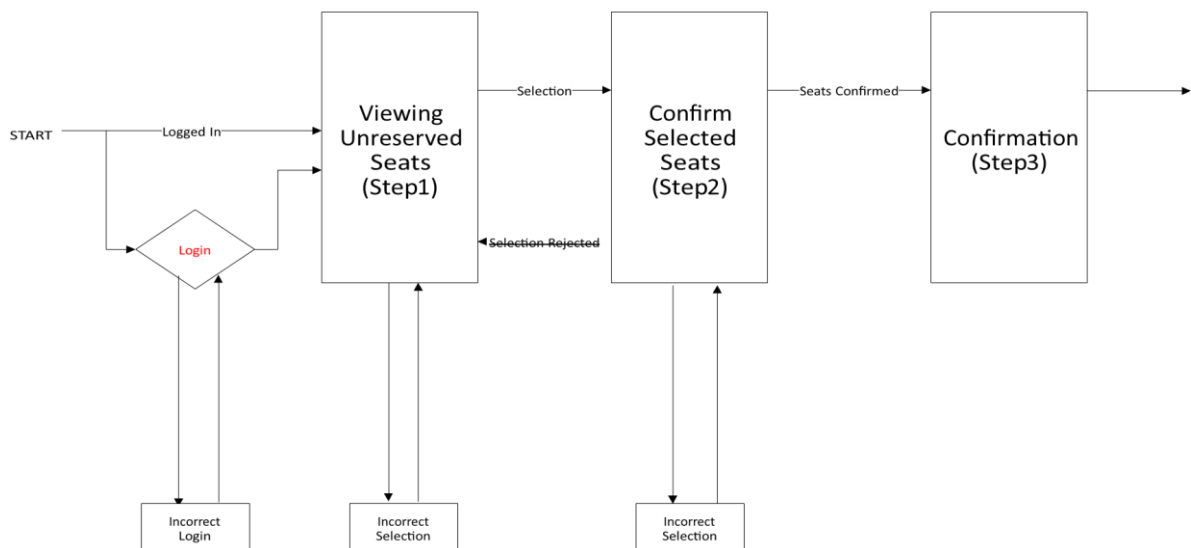 START
Logged In
Login
Incorrect
Login
Viewing
Unreserved
Seats
(Step1)
Selection
Selection Rejected
Incorrect
Selection
Confirm
Selected
Seats
(Step2)
Seats Confirmed
Incorrect
Selection
Confirmation
(Step3)